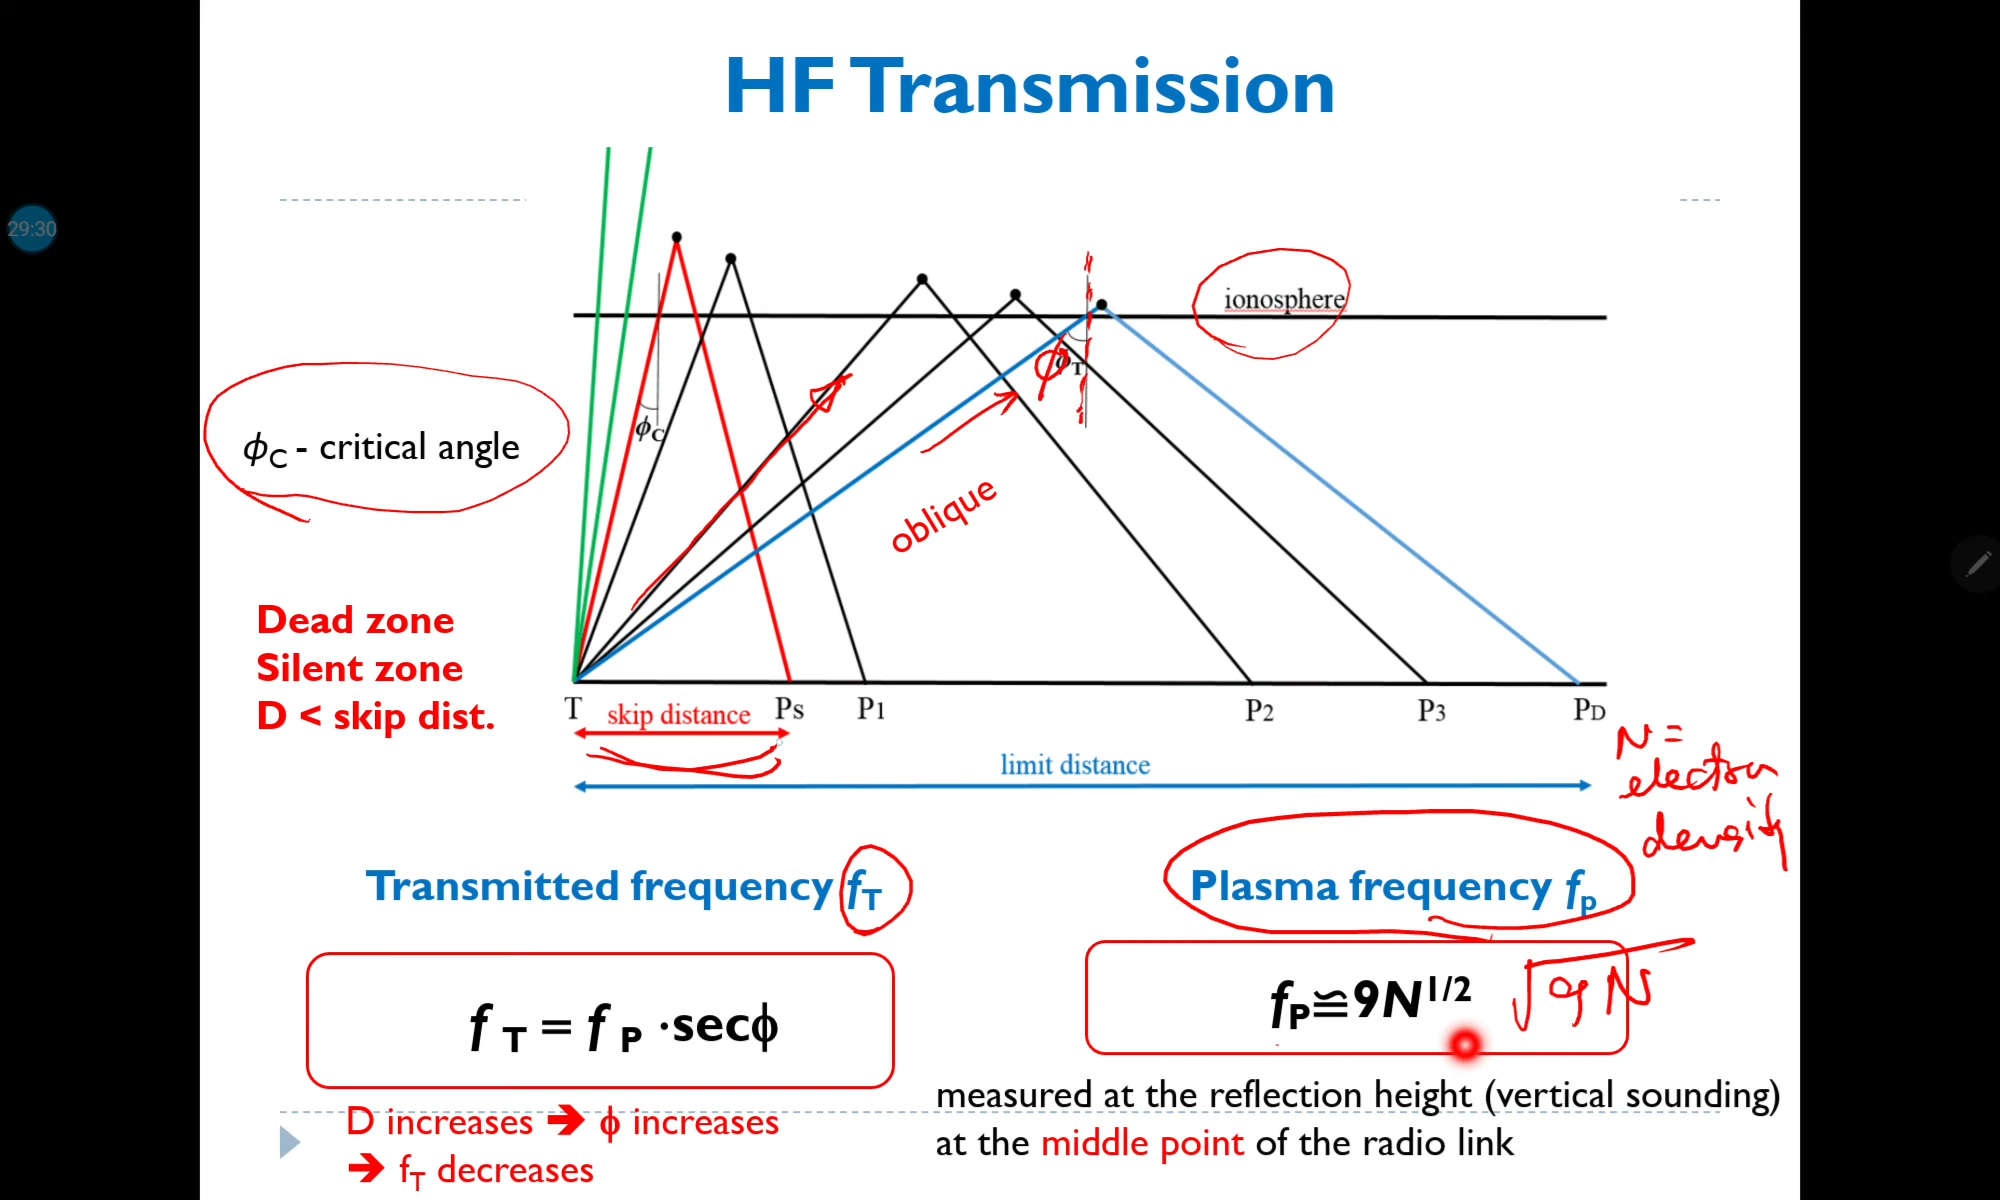 HF Transmission
29:30
ionosphere
ϕT
ϕ
ϕC
ϕC - critical angle
oblique
Dead zone
Silent zone
D < skip dist.
T
skip distance
Ps
P1
P2
P3
PD
limit distance
N =
electron
density
Transmitted frequency fT
Plasma frequency fp
f T = f P ·secϕ
fP≅9N1/2
√9N
D increases ➔ ϕ increases
➔ fT decreases
measured at the reflection height (vertical sounding)
at the middle point of the radio link